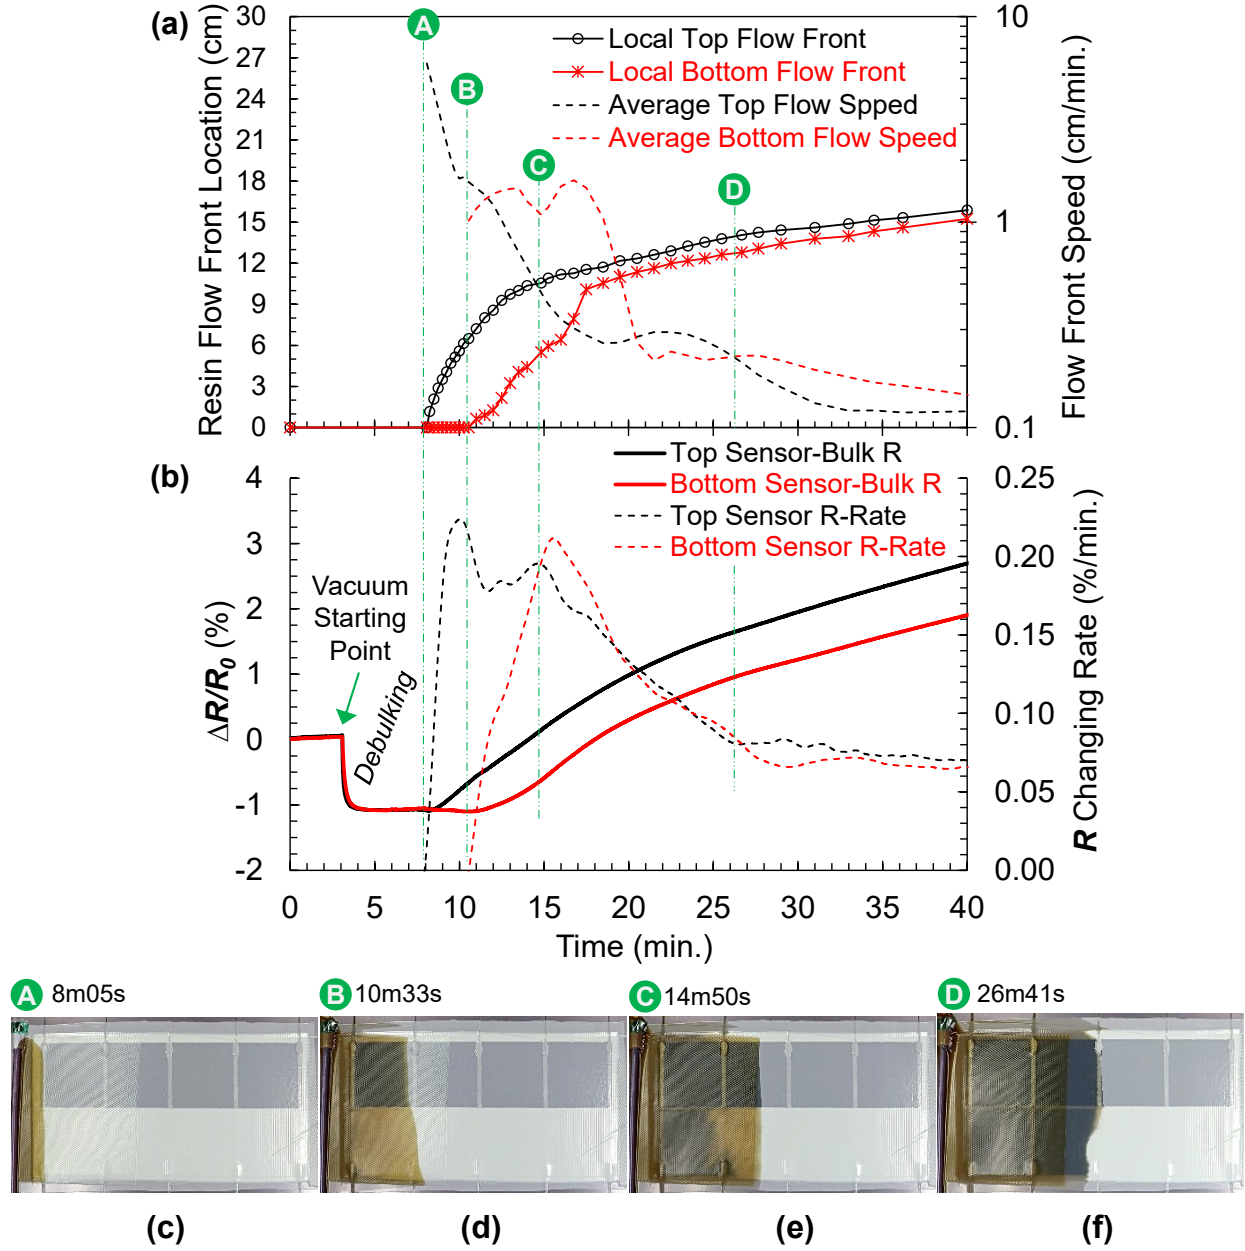 (a)
Resin Flow Front Location (cm)
30
27
24
21
18
15
12
9
6
3
0
A
B
C
D
Local Top Flow Front
Local Bottom Flow Front
Average Top Flow Spped
Average Bottom Flow Speed
10
1
0.1
Flow Front Speed (cm/min.)
(b)
ΔR/R0 (%)
4
3
2
1
0
-1
-2
Top Sensor-Bulk R
Bottom Sensor-Bulk R
Top Sensor R-Rate
Bottom Sensor R-Rate
Vacuum
Starting
Point
Debulking
0.25
0.20
0.15
0.10
0.05
0.00
R Changing Rate (%/min.)
0 5 10 15 20 25 30 35 40
Time (min.)
A 8m05s
B 10m33s
C 14m50s
D 26m41s
(c) (d) (e) (f)